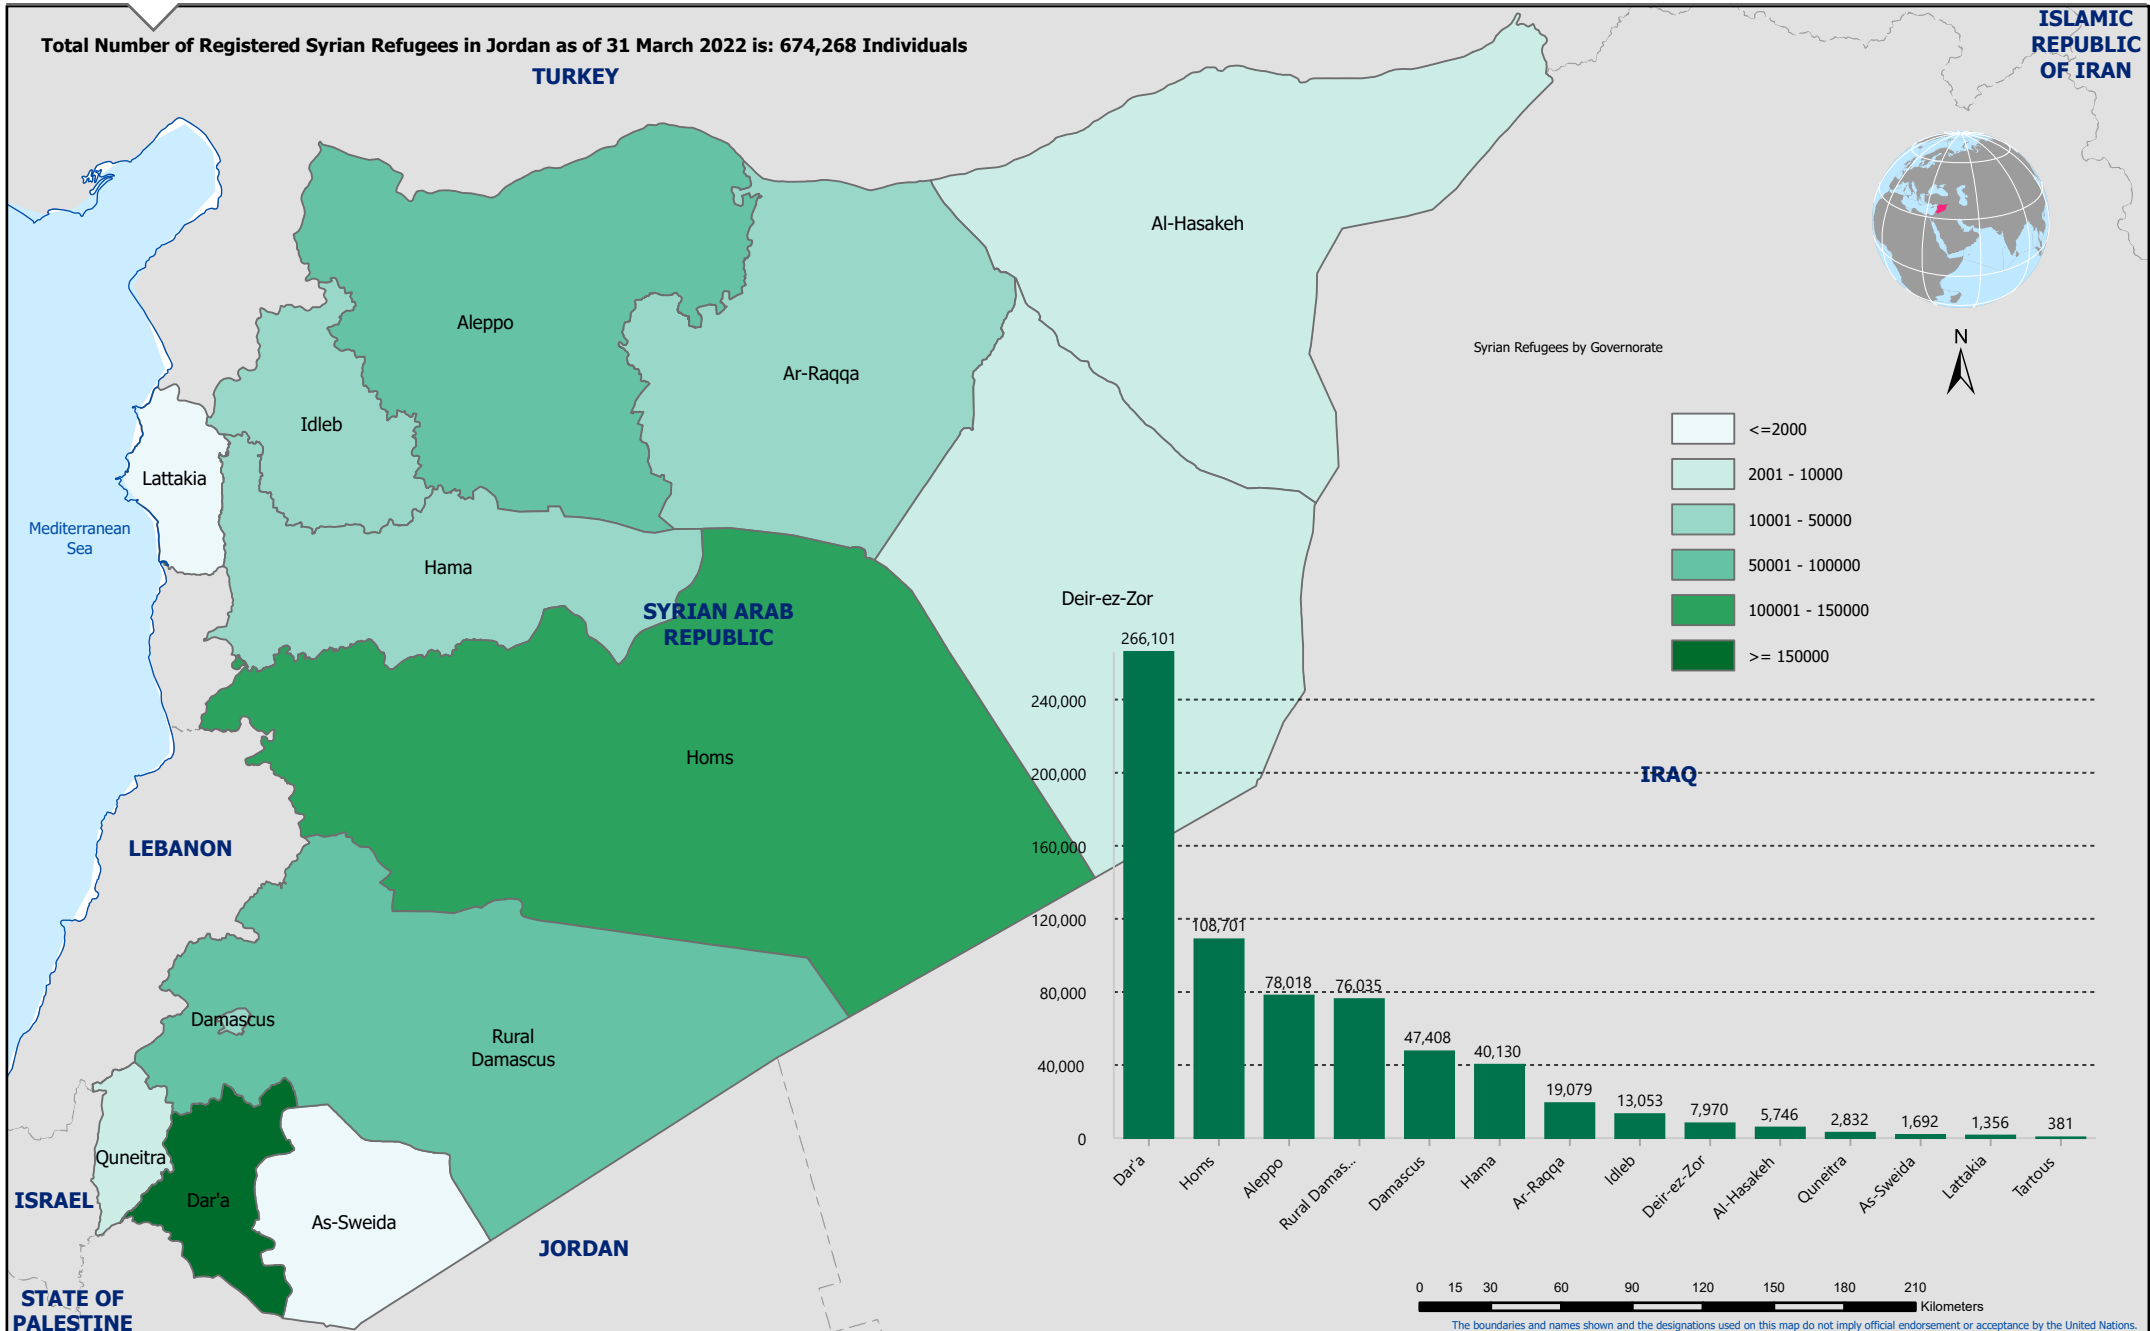 Total Number of Registered Syrian Refugees in Jordan as of 31 March 2022 is: 674,268 Individuals
TURKEY
ISLAMIC
REPUBLIC
OF IRAN
Al-Hasakeh
Aleppo
Ar-Raqqa
Idleb
Lattakia
Mediterranean
Sea
Hama
SYRIAN ARAB
REPUBLIC
Deir-ez-Zor
Homs
LEBANON
IRAQ
Damascus
Rural
Damascus
Quneitra
Dar'a
As-Sweida
ISRAEL
JORDAN
STATE OF
PALESTINE
N
Syrian Refugees by Governorate
<=2000
2001 - 10000
10001 - 50000
50001 - 100000
100001 - 150000
>= 150000
240,000
200,000
160,000
120,000
80,000
40,000
0
266,101
108,701
78,018
76,035
47,408
40,130
19,079
13,053
7,970
5,746
2,832
1,692
1,356
381
Dar'a
Homs
Aleppo
Rural Damas...
Damascus
Hama
Ar-Raqqa
Idleb
Deir-ez-Zor
Al-Hasakeh
Quneitra
As-Sweida
Lattakia
Tartous
0 15 30 60 90 120 150 180 210
Kilometers
The boundaries and names shown and the designations used on this map do not imply official endorsement or acceptance by the United Nations.